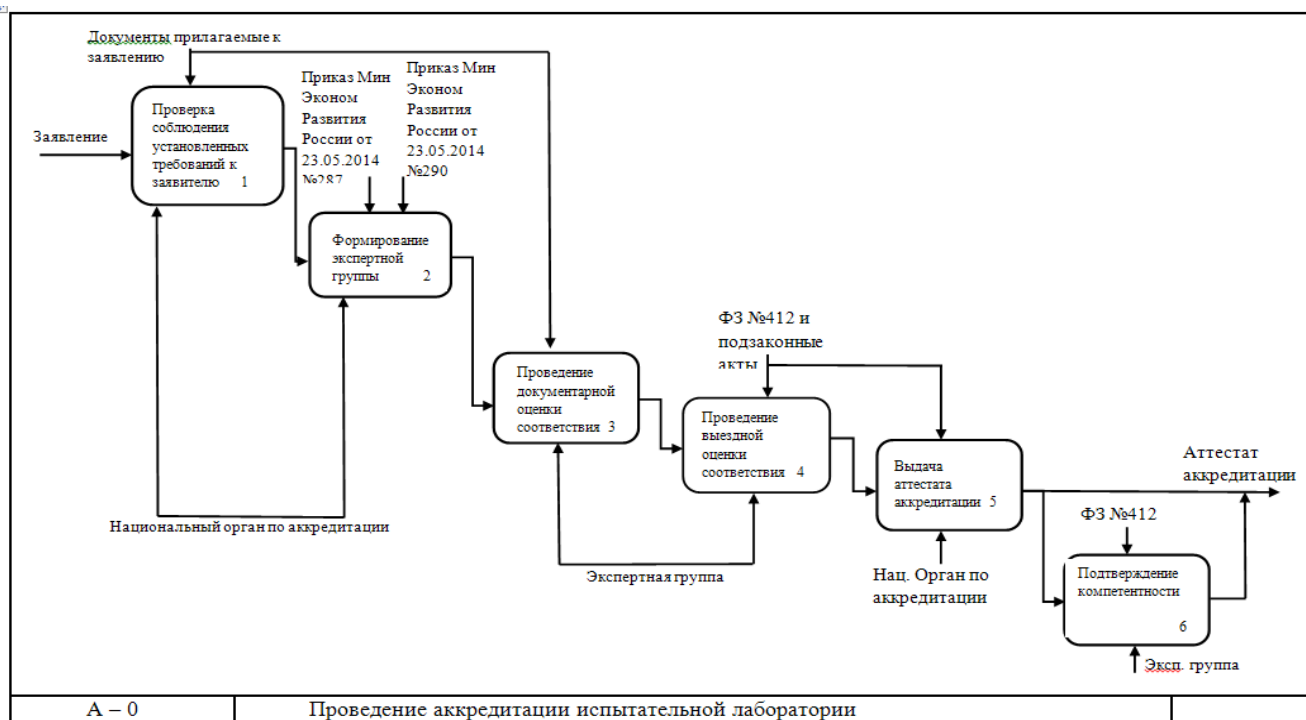 Документы прилагаемые к
заявлению
Заявление
Проверка
соблюдения
установленных
требований к
заявителю 1
Приказ Мин
Эконом
Развития
России от
23.05.2014
№287
Приказ Мин
Эконом
Развития
России от
23.05.2014
№290
Формирование
экспертной
группы 2
Национальный орган по аккредитации
Проведение
документарной
оценки
соответствия 3
Экспертная группа
ФЗ №412 и
подзаконные
акты
Проведение
выездной
оценки
соответствия 4
Выдача
аттестата
аккредитации 5
Нац. Орган по
аккредитации
Аттестат
аккредитации
ФЗ №412
Подтверждение
компетентности
6
Эксп. группа
А – 0
Проведение аккредитации испытательной лаборатории